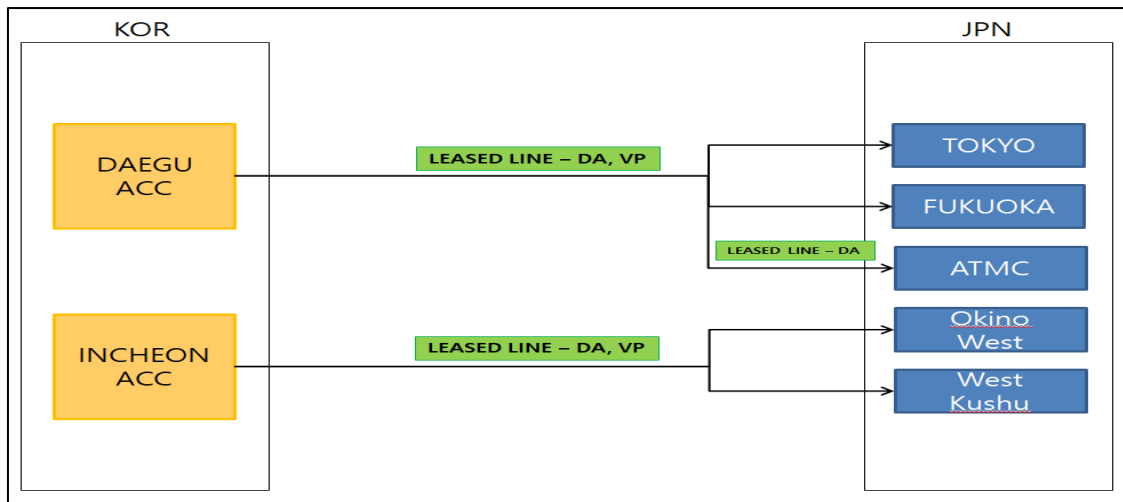 KOR
JPN
DAEGU
ACC
LEASED LINE – DA, VP
TOKYO
FUKUOKA
LEASED LINE – DA
ATMC
INCHEON
ACC
LEASED LINE – DA, VP
Okino
West
West
Kushu